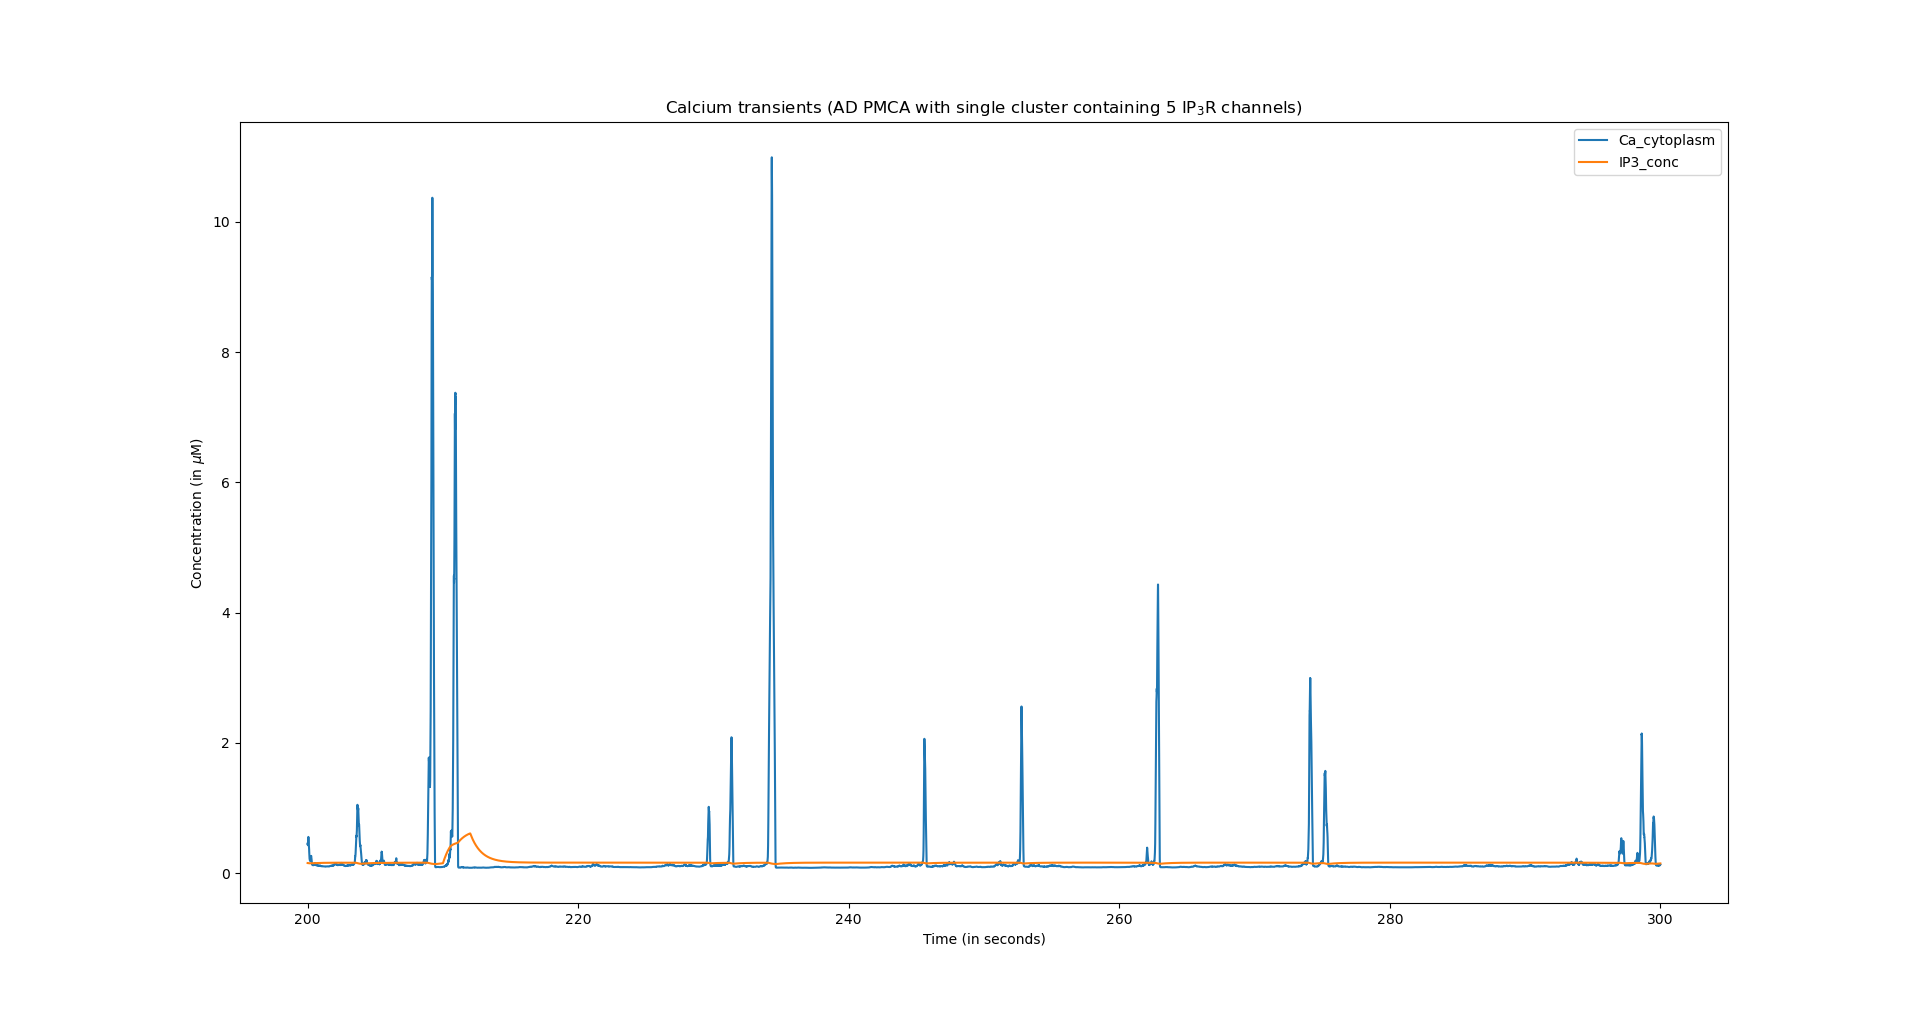 Calcium transients (AD PMCA with single cluster containing 5 IP₃R channels)
Ca_cytoplasm
IP3_conc
Concentration (in μM)
10
8
6
4
2
0
200 220 240 260 280 300
Time (in seconds)